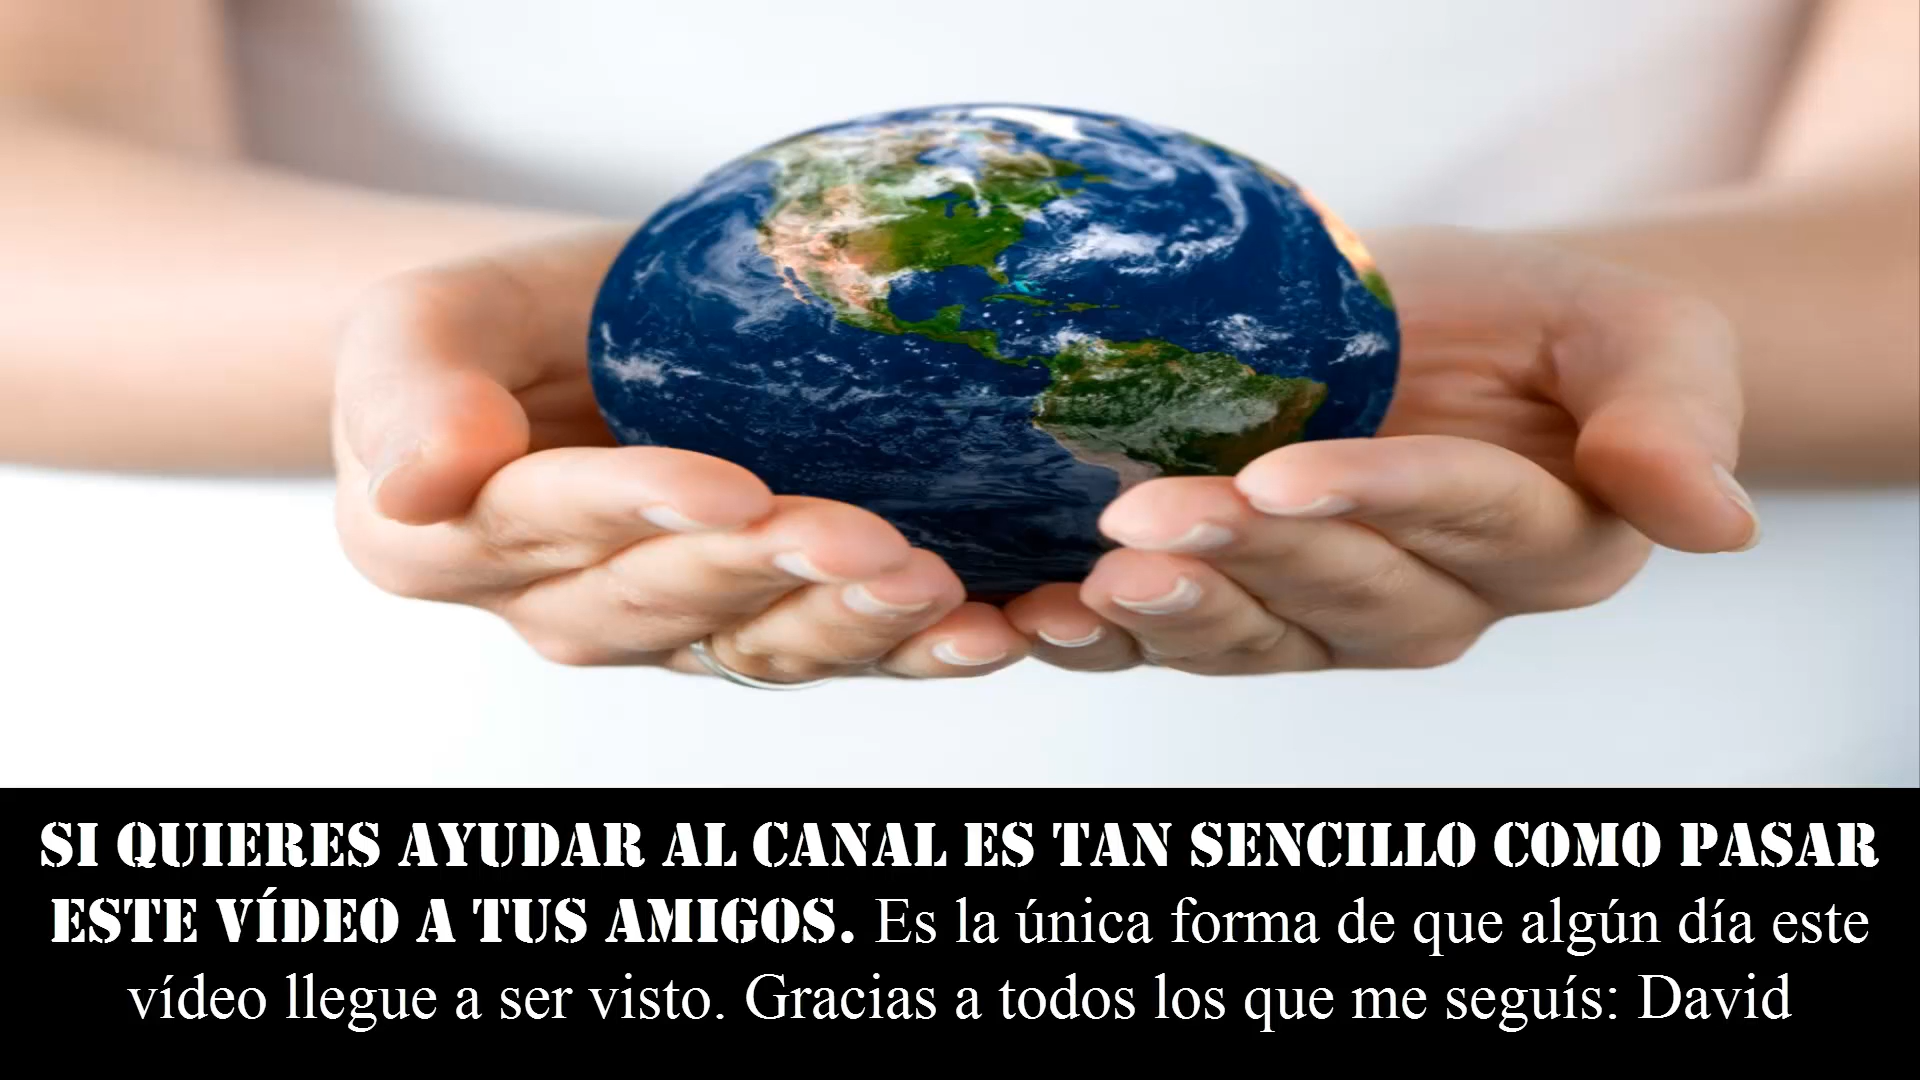 SI QUIERES AYUDAR AL CANAL ES TAN SENCILLO COMO PASAR
ESTE VÍDEO A TUS AMIGOS. Es la única forma de que algún día este
vídeo llegue a ser visto. Gracias a todos los que me seguís: David